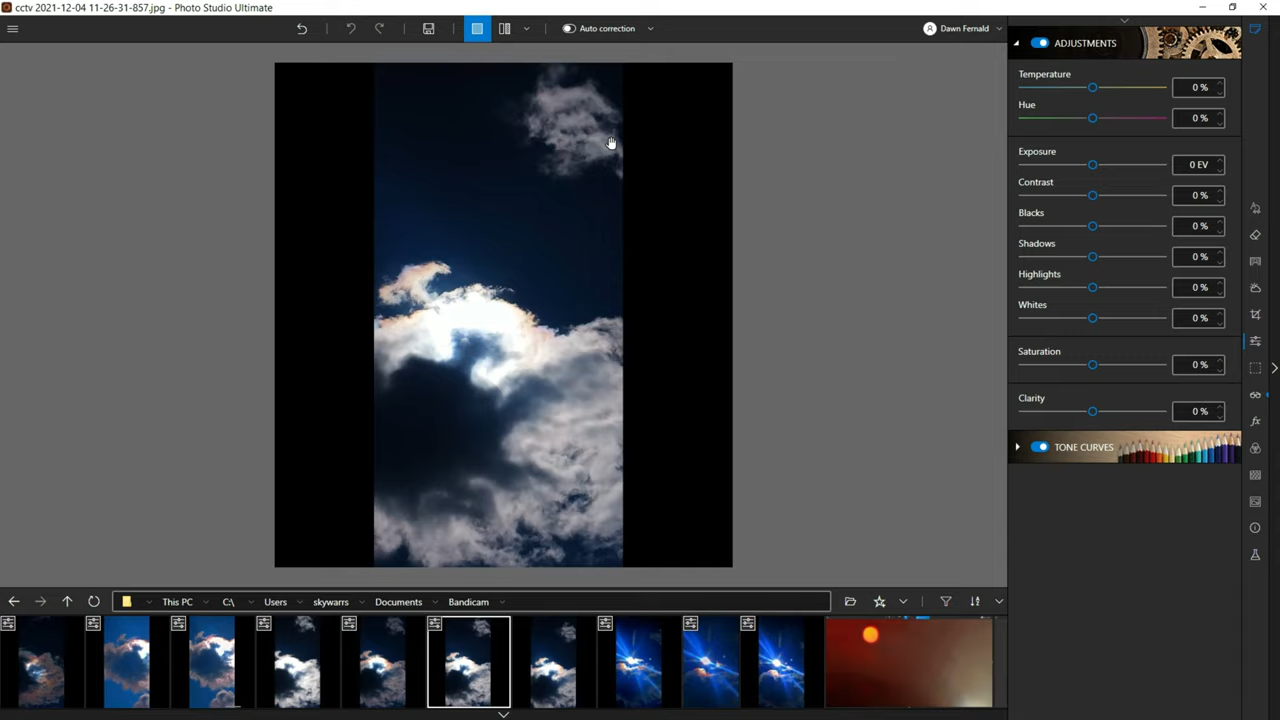 cctv 2021-12-04 11-26-31-857.jpg - Photo Studio Ultimate
Auto correction
Dawn Fernald
ADJUSTMENTS
Temperature
0 %
Hue
0 %
Exposure
0 EV
Contrast
0 %
Blacks
0 %
Shadows
0 %
Highlights
0 %
Whites
0 %
Saturation
0 %
Clarity
0 %
TONE CURVES
This PC C:\ Users skywarrs Documents Bandicam